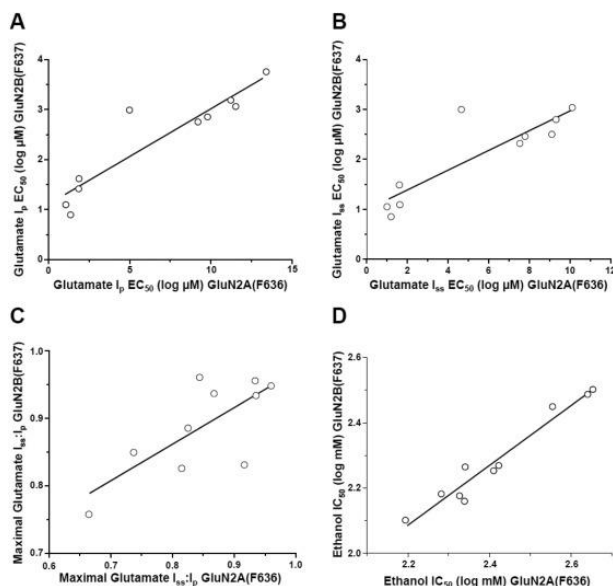 A
Glutamate Ip EC50 (log µM) GluN2B(F637)
4
3
2
1
0
0 5 10 15
Glutamate Ip EC50 (log µM) GluN2A(F636)
B
Glutamate Iss EC50 (log µM) GluN2B(F637)
4
3
2
1
0
0 2 4 6 8 10 12
Glutamate Iss EC50 (log µM) GluN2A(F636)
C
Maximal Glutamate Iss:Ip GluN2B(F637)
1.0
0.9
0.8
0.7
0.6 0.7 0.8 0.9 1.0
Maximal Glutamate Iss:Ip GluN2A(F636)
D
Ethanol IC50 (log mM) GluN2B(F637)
2.6
2.4
2.2
2.0
2.2 2.4 2.6
Ethanol IC50 (log mM) GluN2A(F636)